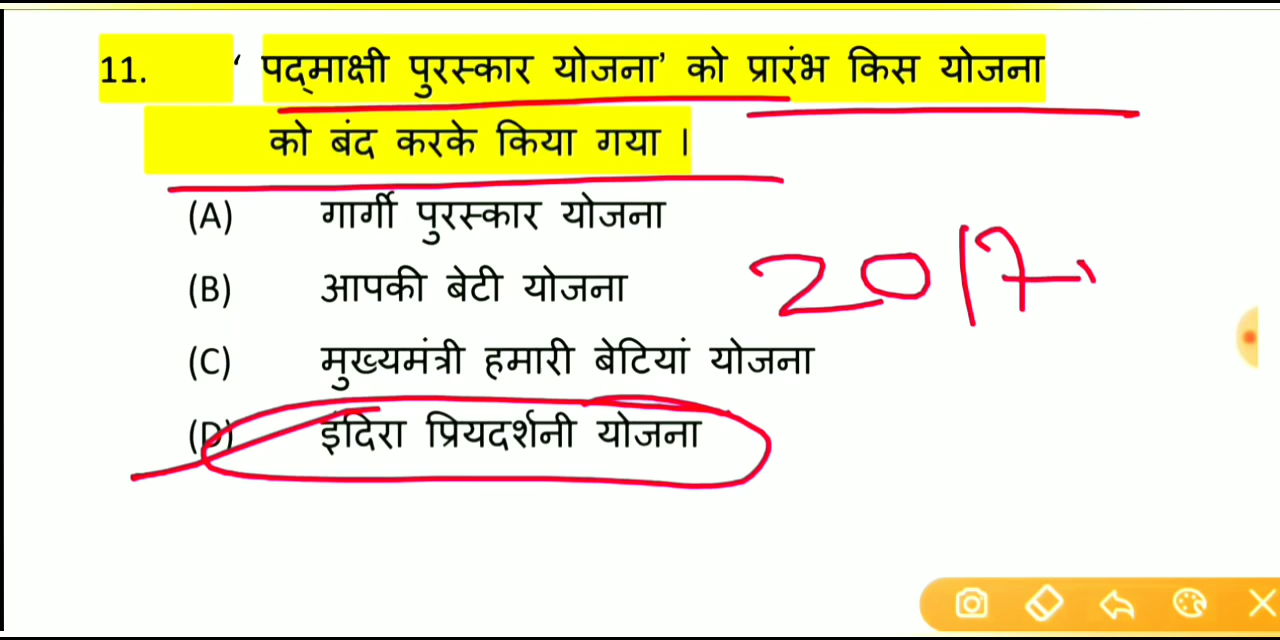 11. ‘ पद्माक्षी पुरस्कार योजना’ को प्रारंभ किस योजना
को बंद करके किया गया ।
(A) गार्गी पुरस्कार योजना
(B) आपकी बेटी योजना
2017
(C) मुख्यमंत्री हमारी बेटियां योजना
(D) इंदिरा प्रियदर्शनी योजना